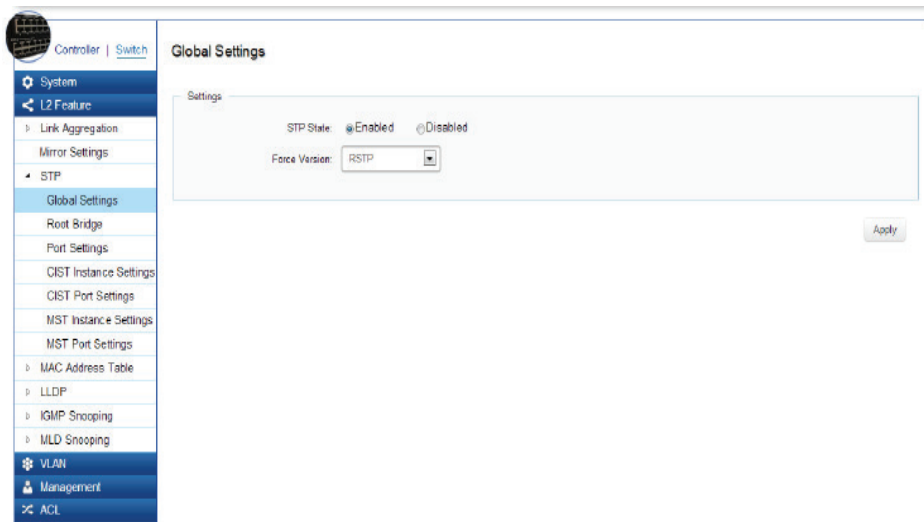 Controller | Switch
Global Settings
System
L2 Feature
Link Aggregation
Mirror Settings
STP
Global Settings
Root Bridge
Port Settings
CIST Instance Settings
CIST Port Settings
MST Instance Settings
MST Port Settings
MAC Address Table
LLDP
IGMP Snooping
MLD Snooping
VLAN
Management
ACL
Settings
STP State: Enabled Disabled
Force Version: RSTP
Apply